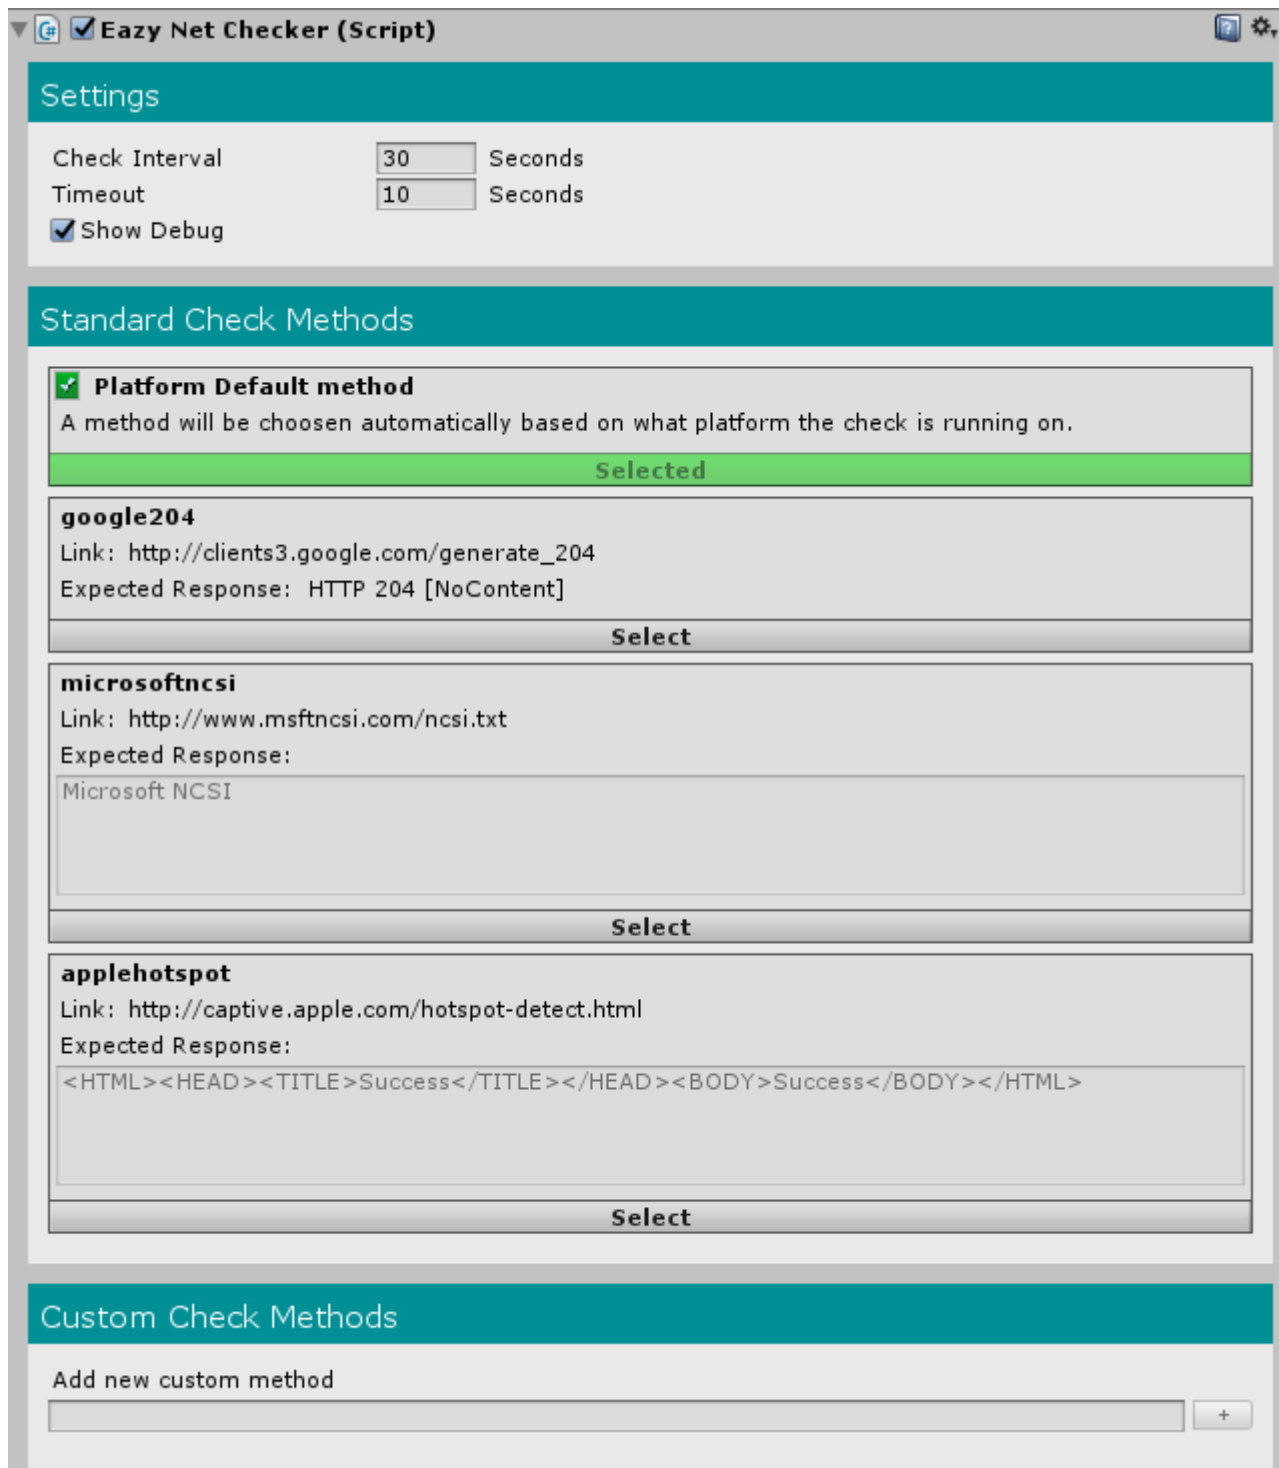 Eazy Net Checker (Script)
Settings
Check Interval 30 Seconds
Timeout 10 Seconds
Show Debug
Standard Check Methods
Platform Default method
A method will be choosen automatically based on what platform the check is running on.
Selected
google204
Link: http://clients3.google.com/generate_204
Expected Response: HTTP 204 [NoContent]
Select
microsoftncsi
Link: http://www.msftncsi.com/ncsi.txt
Expected Response:
Microsoft NCSI
Select
applehotspot
Link: http://captive.apple.com/hotspot-detect.html
Expected Response:
<HTML><HEAD><TITLE>Success</TITLE></HEAD><BODY>Success</BODY></HTML>
Select
Custom Check Methods
Add new custom method
+